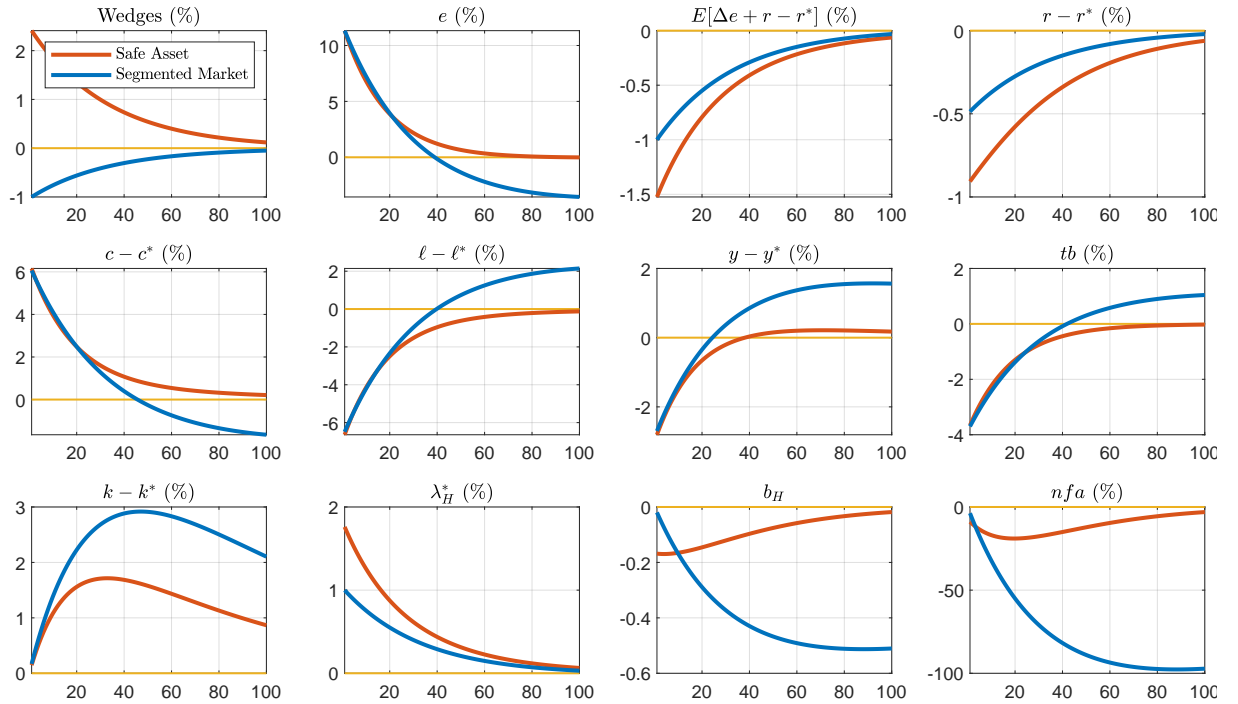 Wedges (%) e (%) E[Δe + r − r*] (%) r − r* (%)
2 1 0 -1
Safe Asset
Segmented Market
10 5 0
0 -0.5 -1 -1.5
0 -0.5 -1
20 40 60 80 100 20 40 60 80 100 20 40 60 80 100 20 40 60 80 100
c − c* (%) ℓ − ℓ* (%) y − y* (%) tb (%)
6 4 2 0
2 0 -2 -4 -6
2 0 -2
2 0 -2 -4
20 40 60 80 100 20 40 60 80 100 20 40 60 80 100 20 40 60 80 100
k − k* (%) λ*H (%) bH nfa (%)
3 2 1 0
2 1 0
0 -0.2 -0.4 -0.6
0 -50 -100
20 40 60 80 100 20 40 60 80 100 20 40 60 80 100 20 40 60 80 100